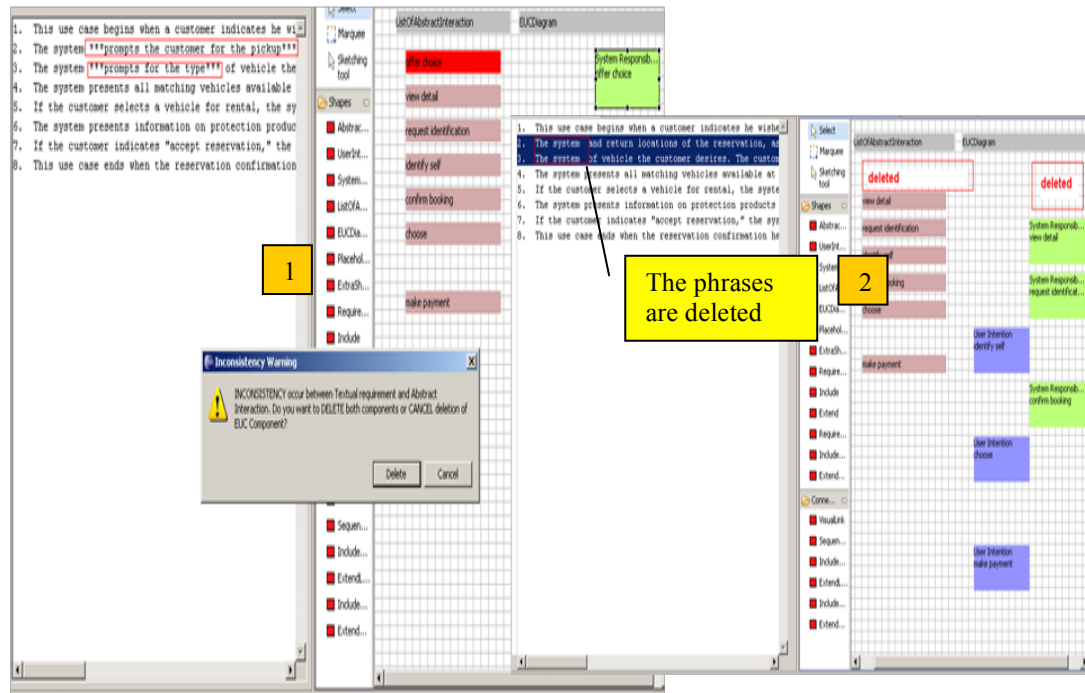 1. This use case begins when a customer indicates he wi
2. The system ***prompts the customer for the pickup***
3. The system ***prompts for the type*** of vehicle the
4. The system presents all matching vehicles available
5. If the customer selects a vehicle for rental, the sy
6. The system presents information on protection produc
7. If the customer indicates "accept reservation," the
8. This use case ends when the reservation confirmation
1
Select
Marquee
Sketching
tool
Shapes
Abstrac...
UserInt...
System...
ListOfA...
EUCDia...
Placehol...
ExtraSh...
Require...
Include
Sequen...
Include...
ExtendL...
Include...
Extend...
ListOfAbstractInteraction
EUCDiagram
offer choice
view detail
request identification
identify self
confirm booking
choose
make payment
System Responsib...
offer choice
Inconsistency Warning
INCONSISTENCY occur between Textual requirement and Abstract
Interaction. Do you want to DELETE both components or CANCEL deletion of
EUC Component?
Delete
Cancel
1. This use case begins when a customer indicates he wishe
2. The system and return locations of the reservation, as
3. The system of vehicle the customer desires. The custom
4. The system presents all matching vehicles available at
5. If the customer selects a vehicle for rental, the syste
6. The system presents information on protection products
7. If the customer indicates "accept reservation," the sys
8. This use case ends when the reservation confirmation he
The phrases
are deleted
2
Select
Marquee
Sketching
tool
Shapes
Abstrac...
UserInt...
System
ListOfA
EUCDia...
Placehol...
ExtraSh...
Require...
Include
Extend
Require...
Include...
Extend...
Conne...
VisualLink
Sequen...
Include...
ExtendL...
Include...
Extend...
ListOfAbstractInteraction
EUCDiagram
deleted
view detail
request identification
identify self
booking
choose
make payment
deleted
System Responsib...
view detail
System Responsib...
request identificat...
User Intention
identify self
System Responsib...
confirm booking
User Intention
choose
User Intention
make payment